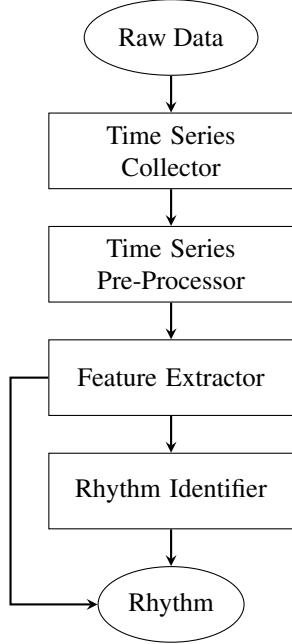 Raw Data
Time Series
Collector
Time Series
Pre-Processor
Feature Extractor
Rhythm Identifier
Rhythm